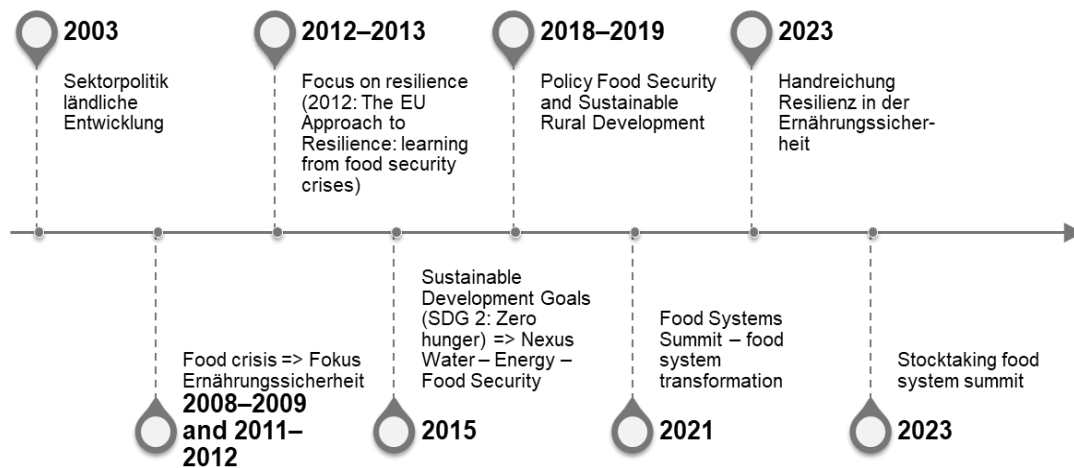 2003
Sektorpolitik
ländliche
Entwicklung
2012–2013
Focus on resilience
(2012: The EU
Approach to
Resilience: learning
from food security
crises)
2018–2019
Policy Food Security
and Sustainable
Rural Development
2023
Handreichung
Resilienz in der
Ernährungssicher-
heit
Food crisis => Fokus
Ernährungssicherheit
2008–2009
and 2011–
2012
Sustainable
Development Goals
(SDG 2: Zero
hunger) => Nexus
Water – Energy –
Food Security
2015
Food Systems
Summit – food
system
transformation
2021
Stocktaking food
system summit
2023